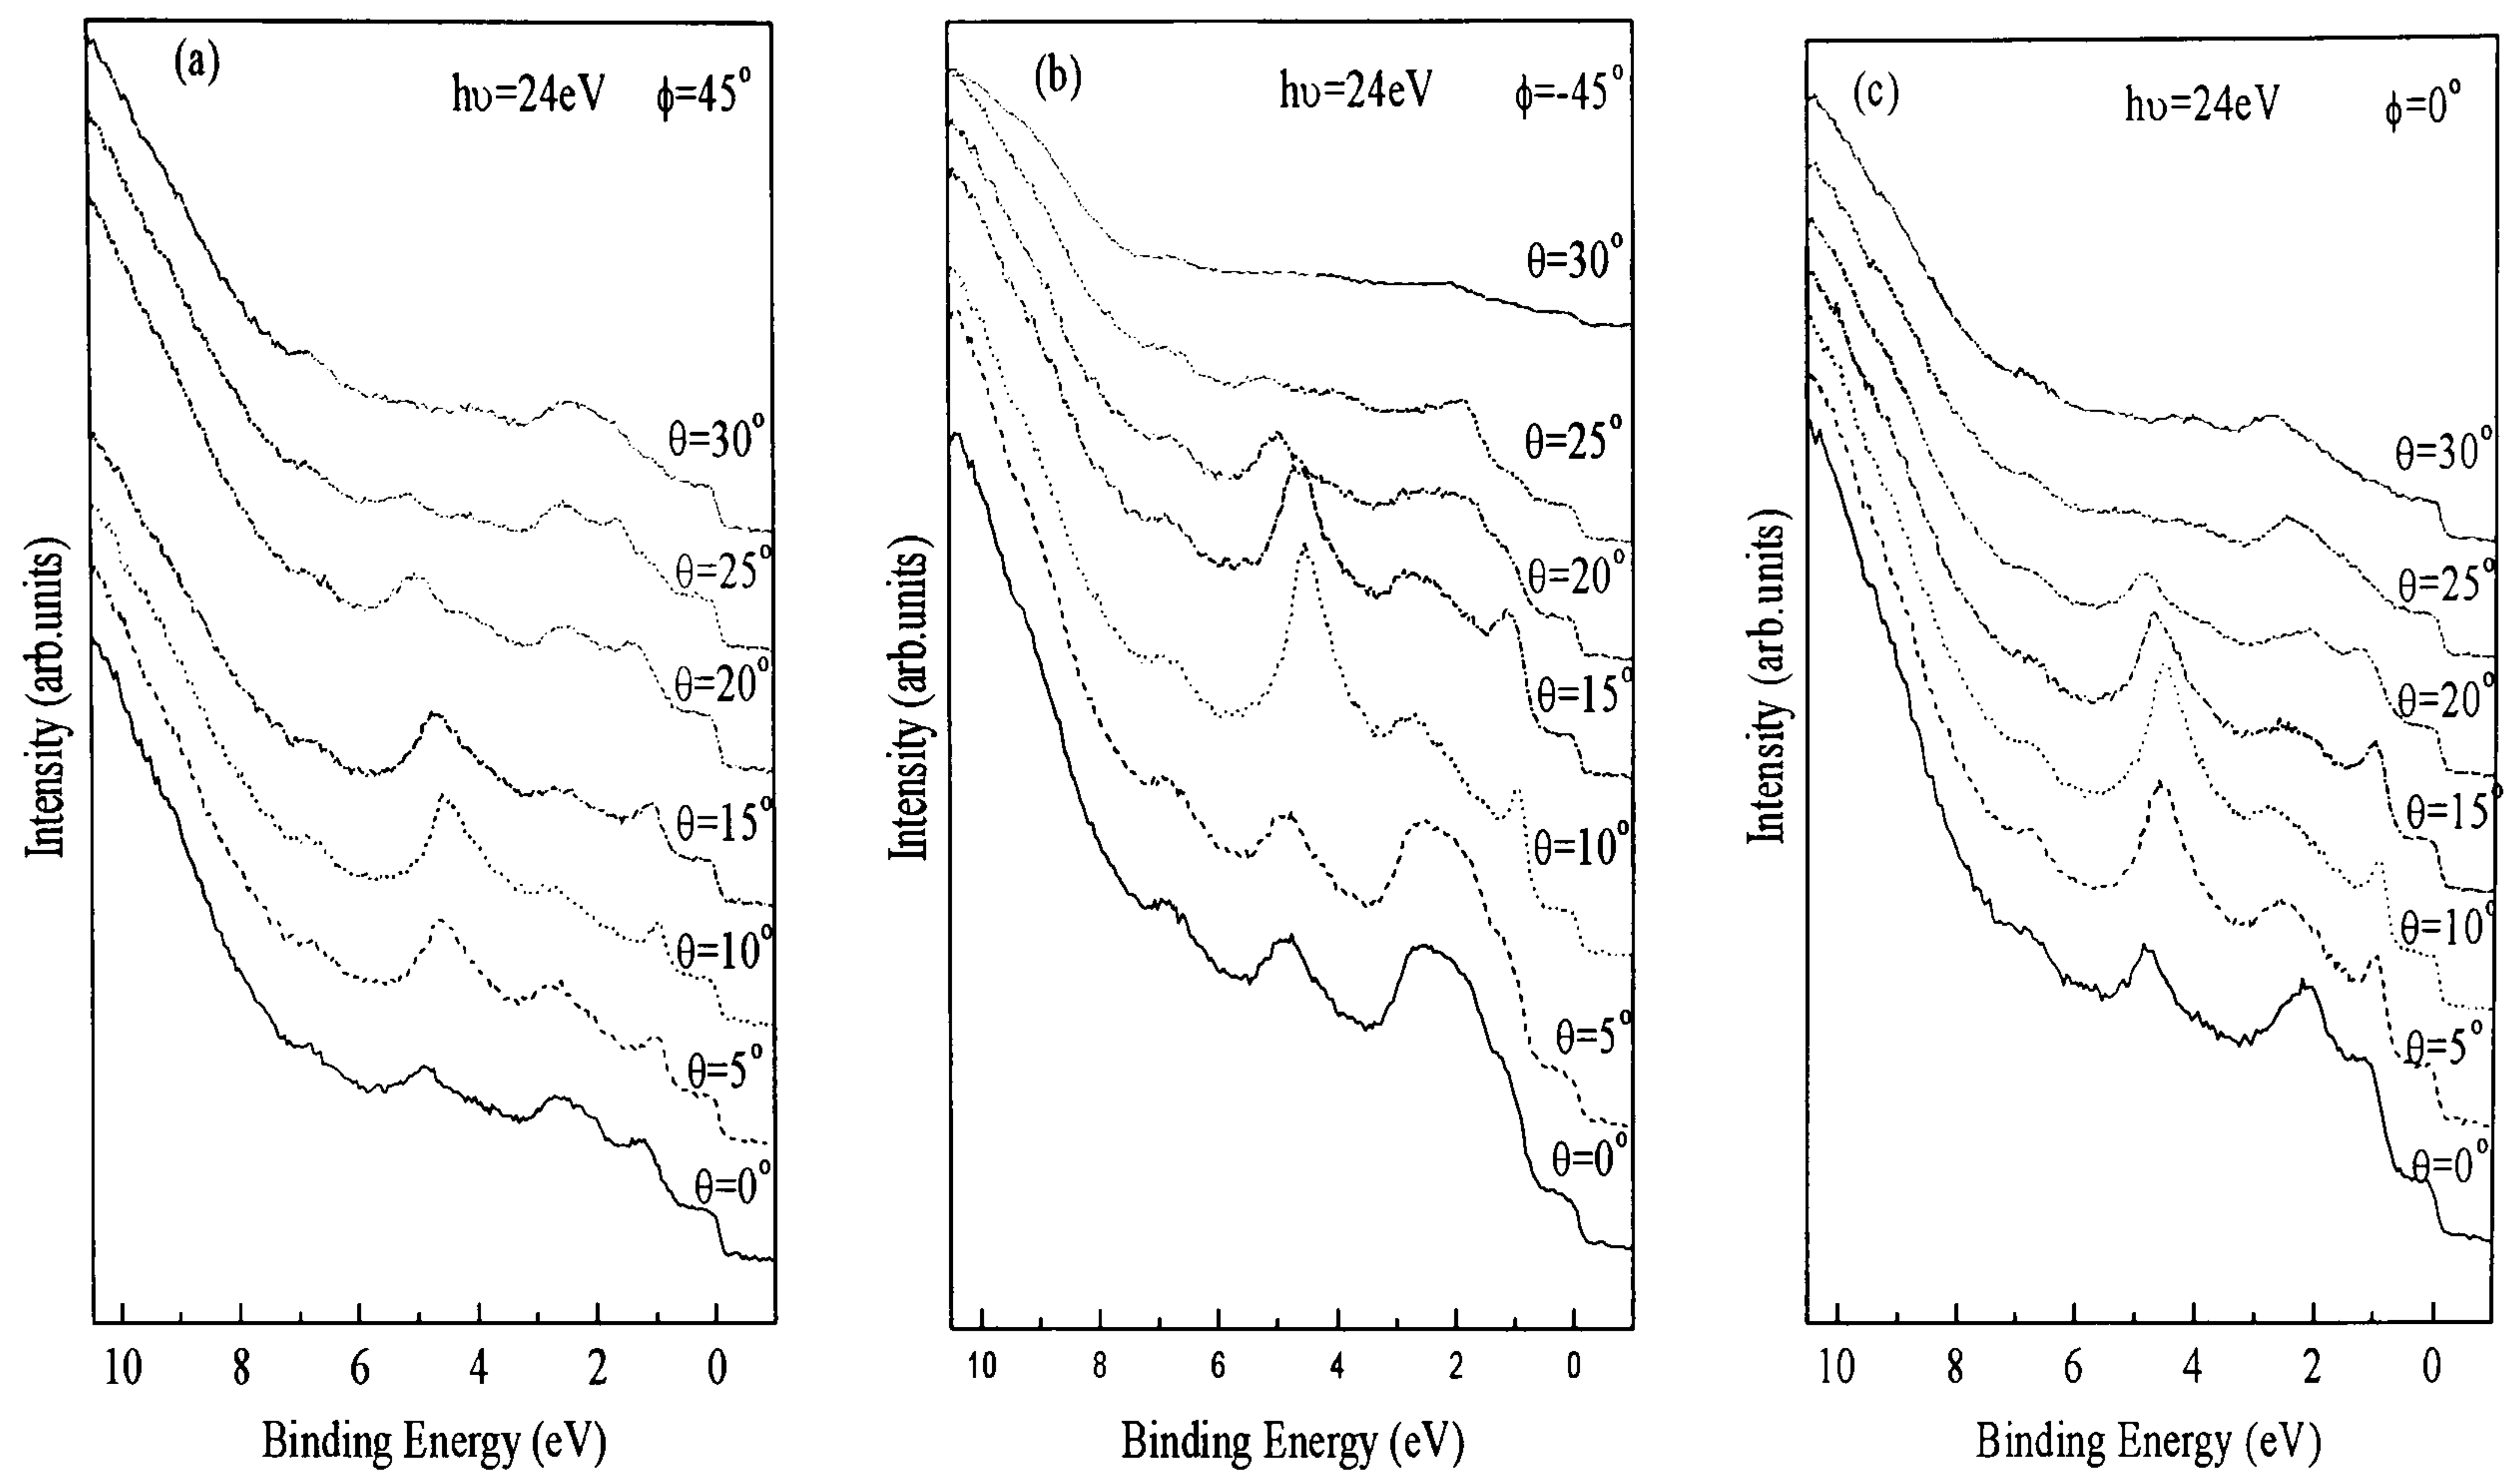 (a)
hυ=24eV ϕ=45°
θ=30°
θ=25°
θ=20°
θ=15°
θ=10°
θ=5°
θ=0°
Intensity (arb.units)
10 8 6 4 2 0
Binding Energy (eV)
(b)
hυ=24eV ϕ=-45°
θ=30°
θ=25°
θ=20°
θ=15°
θ=10°
θ=5°
θ=0°
Intensity (arb.units)
10 8 6 4 2 0
Binding Energy (eV)
(c)
hυ=24eV ϕ=0°
θ=30°
θ=25°
θ=20°
θ=15°
θ=10°
θ=5°
θ=0°
Intensity (arb.units)
10 8 6 4 2 0
Binding Energy (eV)